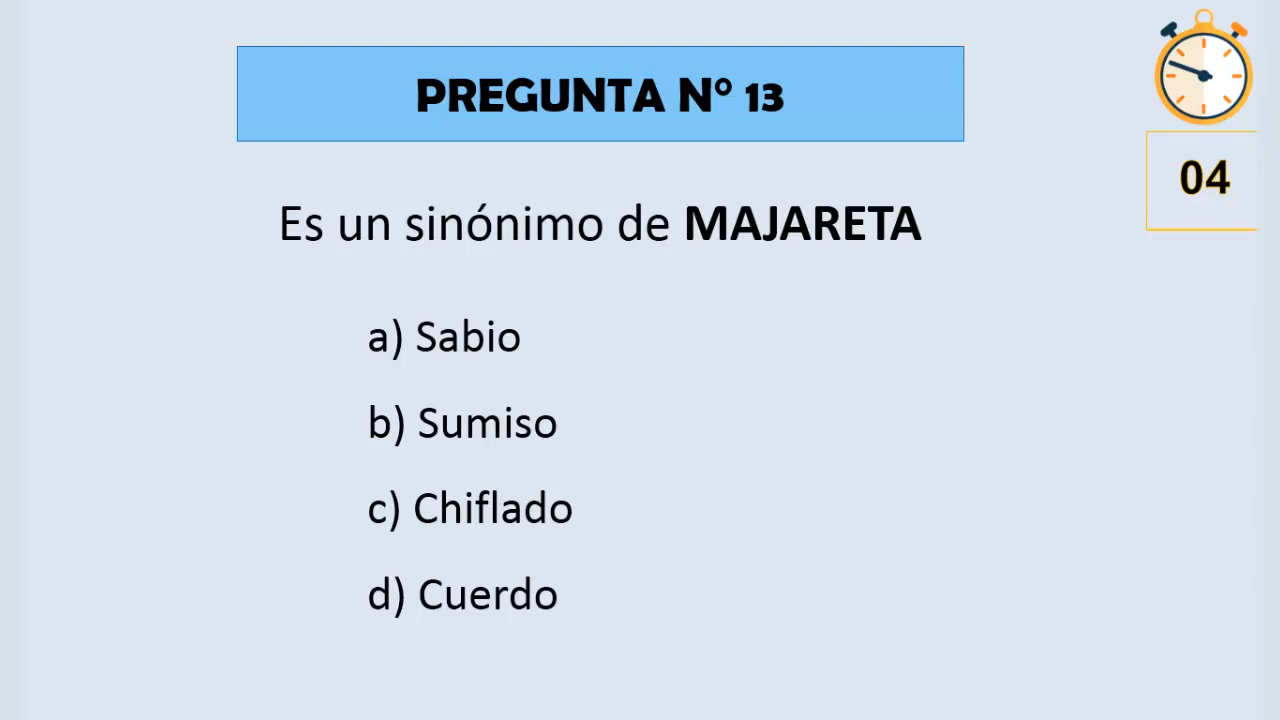 PREGUNTA N° 13
04
Es un sinónimo de MAJARETA
a) Sabio
b) Sumiso
c) Chiflado
d) Cuerdo